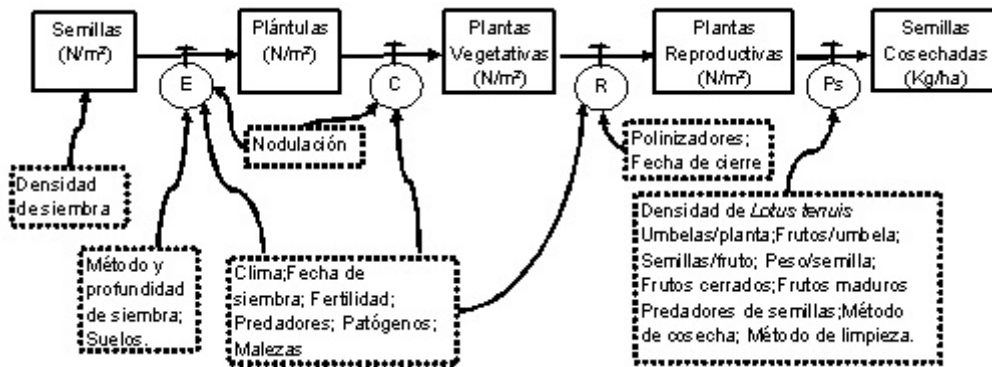 Semillas
(N/m²)
Plántulas
(N/m²)
Plantas
Vegetativas
(N/m²)
Plantas
Reproductivas
(N/m²)
Semillas
Cosechadas
(Kg/ha)
E
C
R
Ps
Nodulación
Polinizadores;
Fecha de cierre
Densidad
de siembra
Método y
profundidad
de siembra;
Suelos.
Clima;Fecha de
siembra; Fertilidad;
Predadores; Patógenos;
Malezas
Densidad de Lotus tenuis
Umbelas/planta;Frutos/umbela;
Semillas/fruto; Peso/semilla;
Frutos cerrados;Frutos maduros
Predadores de semillas;Método
de cosecha; Método de limpieza.